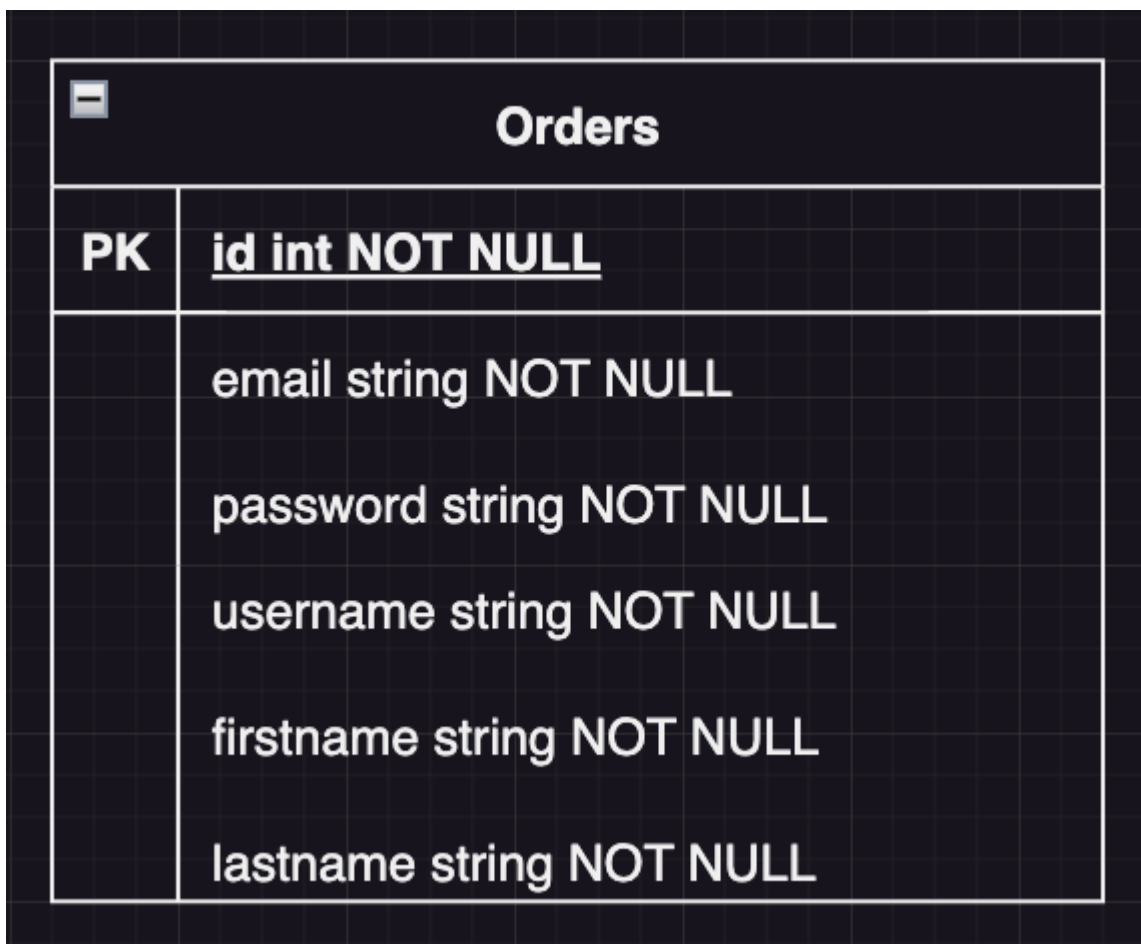 Orders
PK id int NOT NULL
email string NOT NULL
password string NOT NULL
username string NOT NULL
firstname string NOT NULL
lastname string NOT NULL